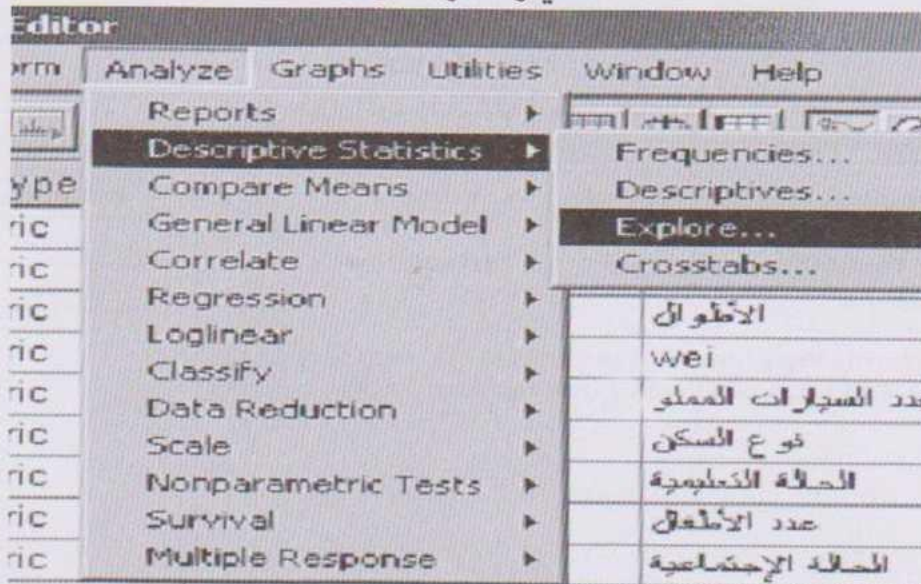 Editor
orm Analyze Graphs Utilities Window Help
Reports
Descriptive Statistics
Frequencies...
ype Compare Means
Descriptives...
ric General Linear Model
Explore...
ric Correlate
Crosstabs...
ric Regression
الأطوال
ric Loglinear
wei
ric Classify
ric Data Reduction
عدد السيارات المملو
ric Scale
نوع السكن
ric Nonparametric Tests
الحالة التعليمية
ric Survival
عدد الأطفال
ric Multiple Response
الحالة الاجتماعية